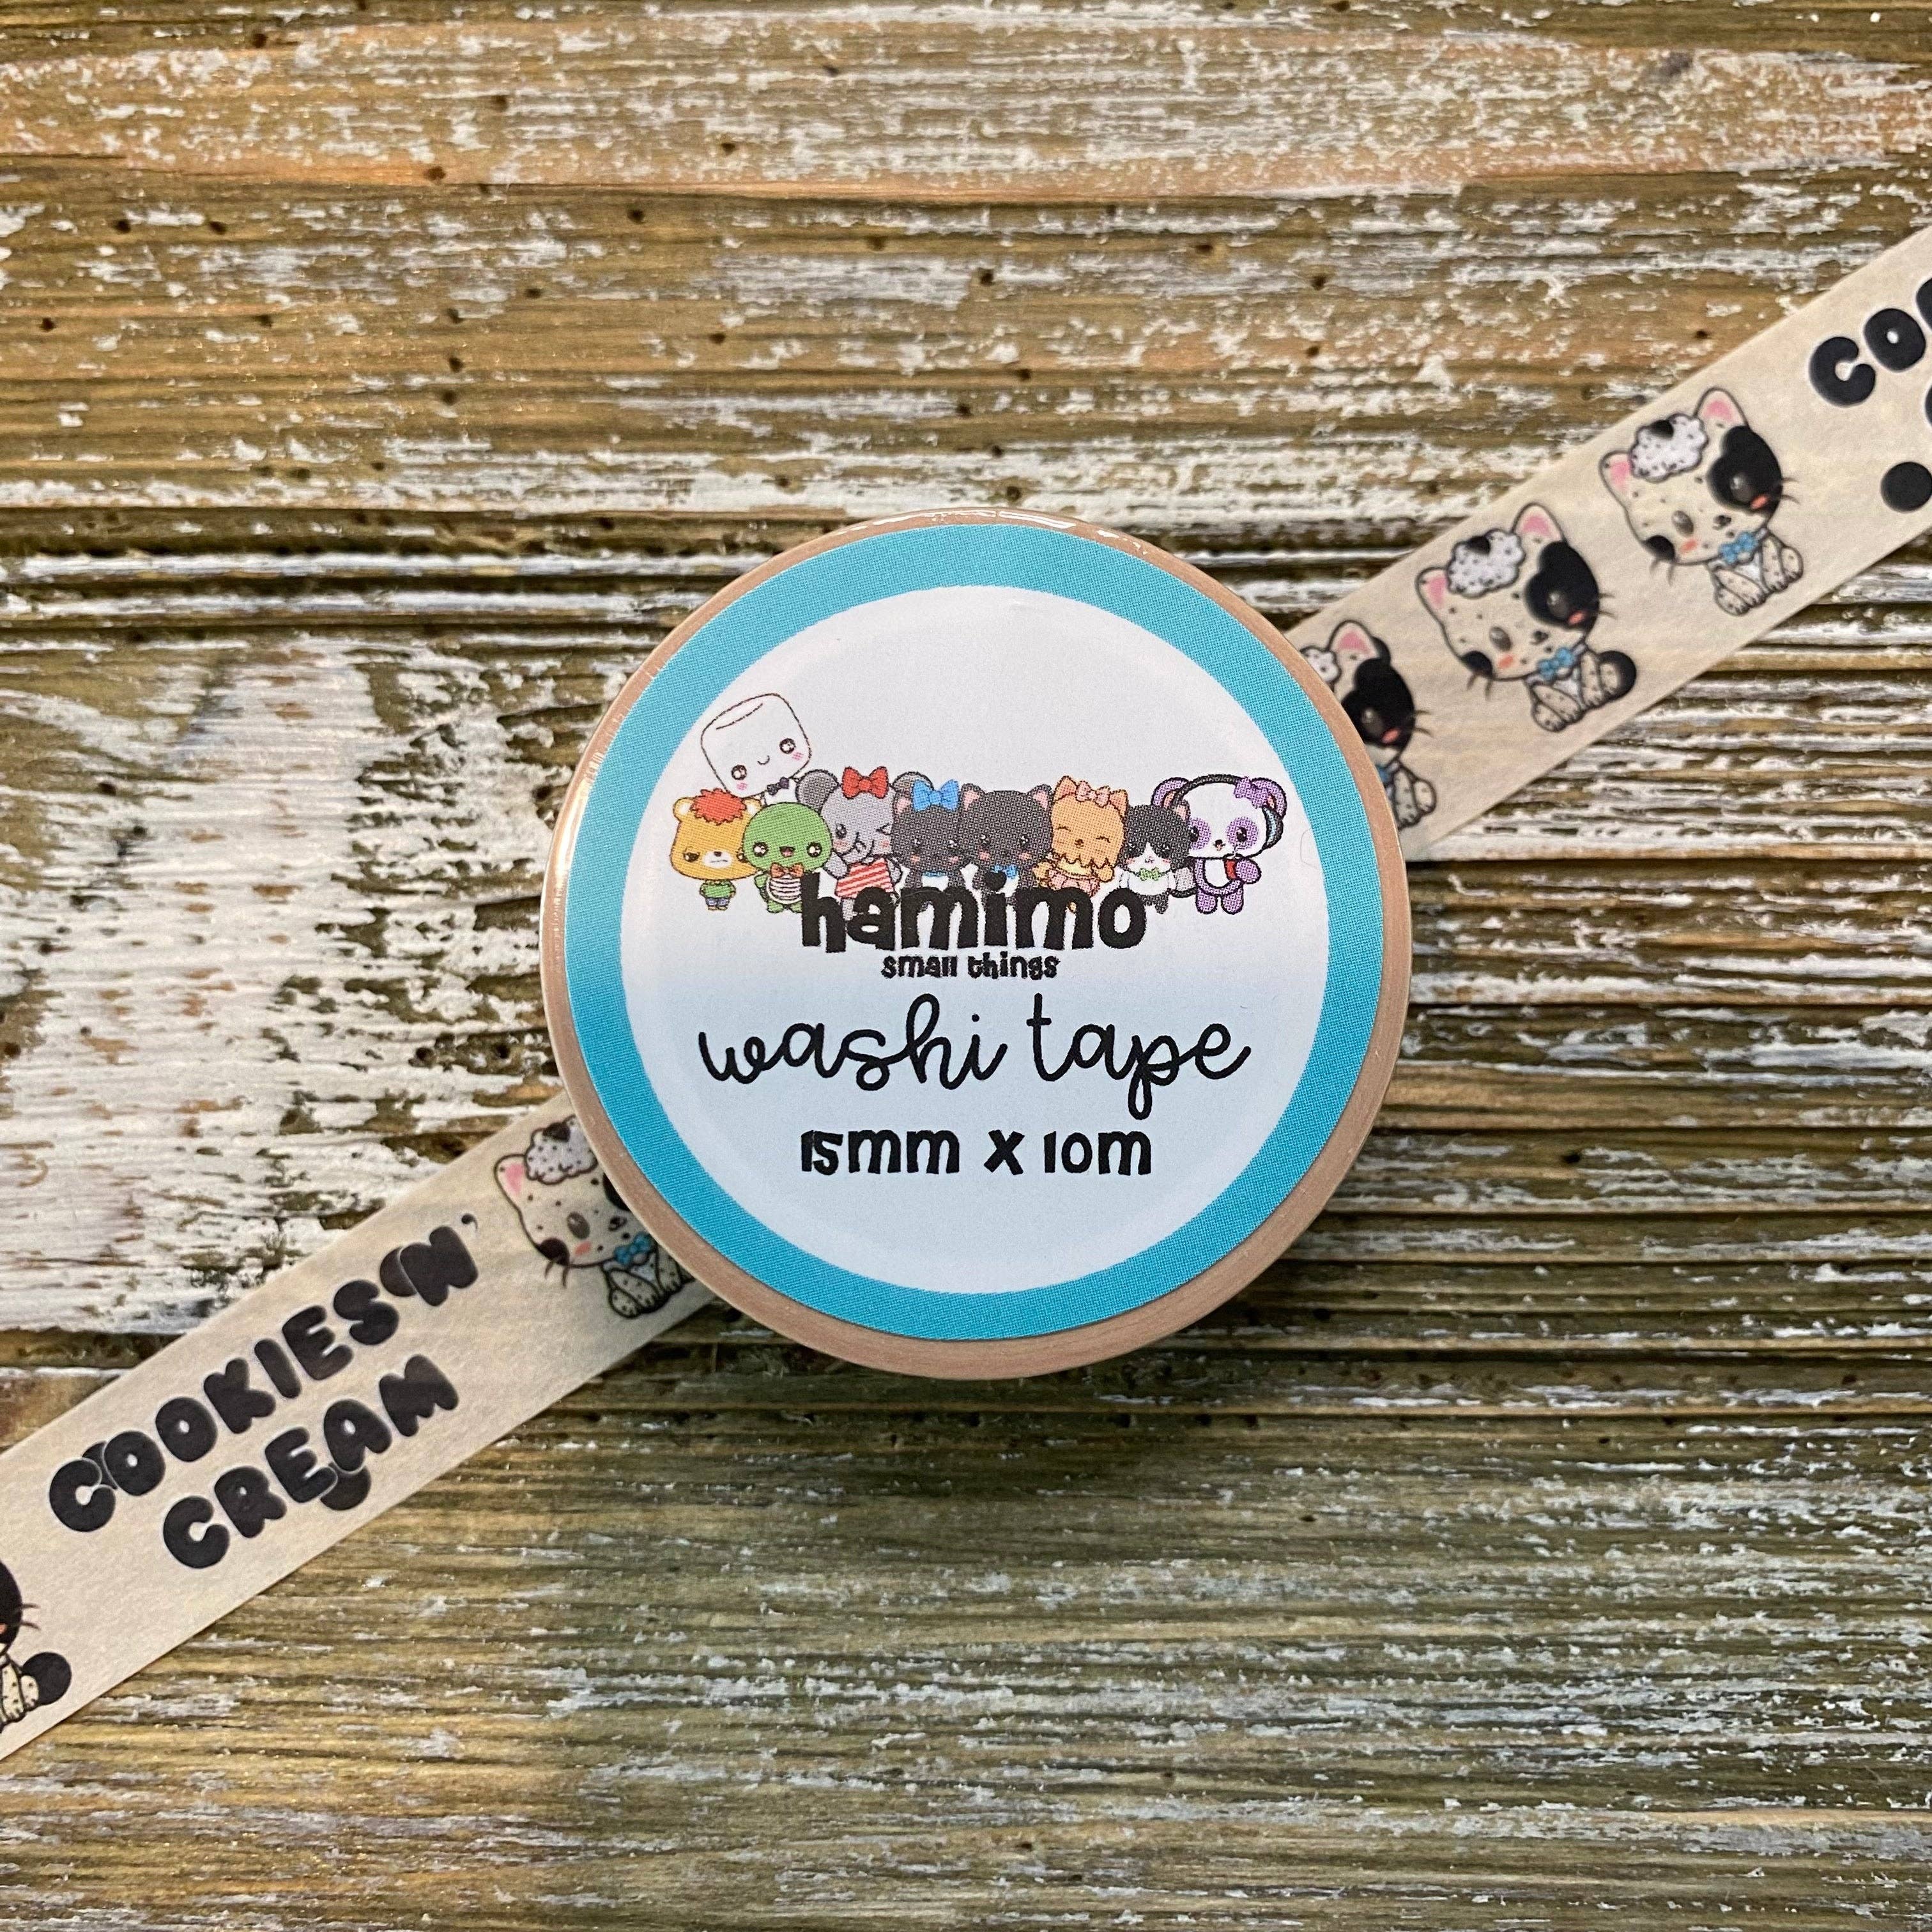 hamimo
small things
washi tape
15mm x 10m
COOKIES 'N'
CREAM